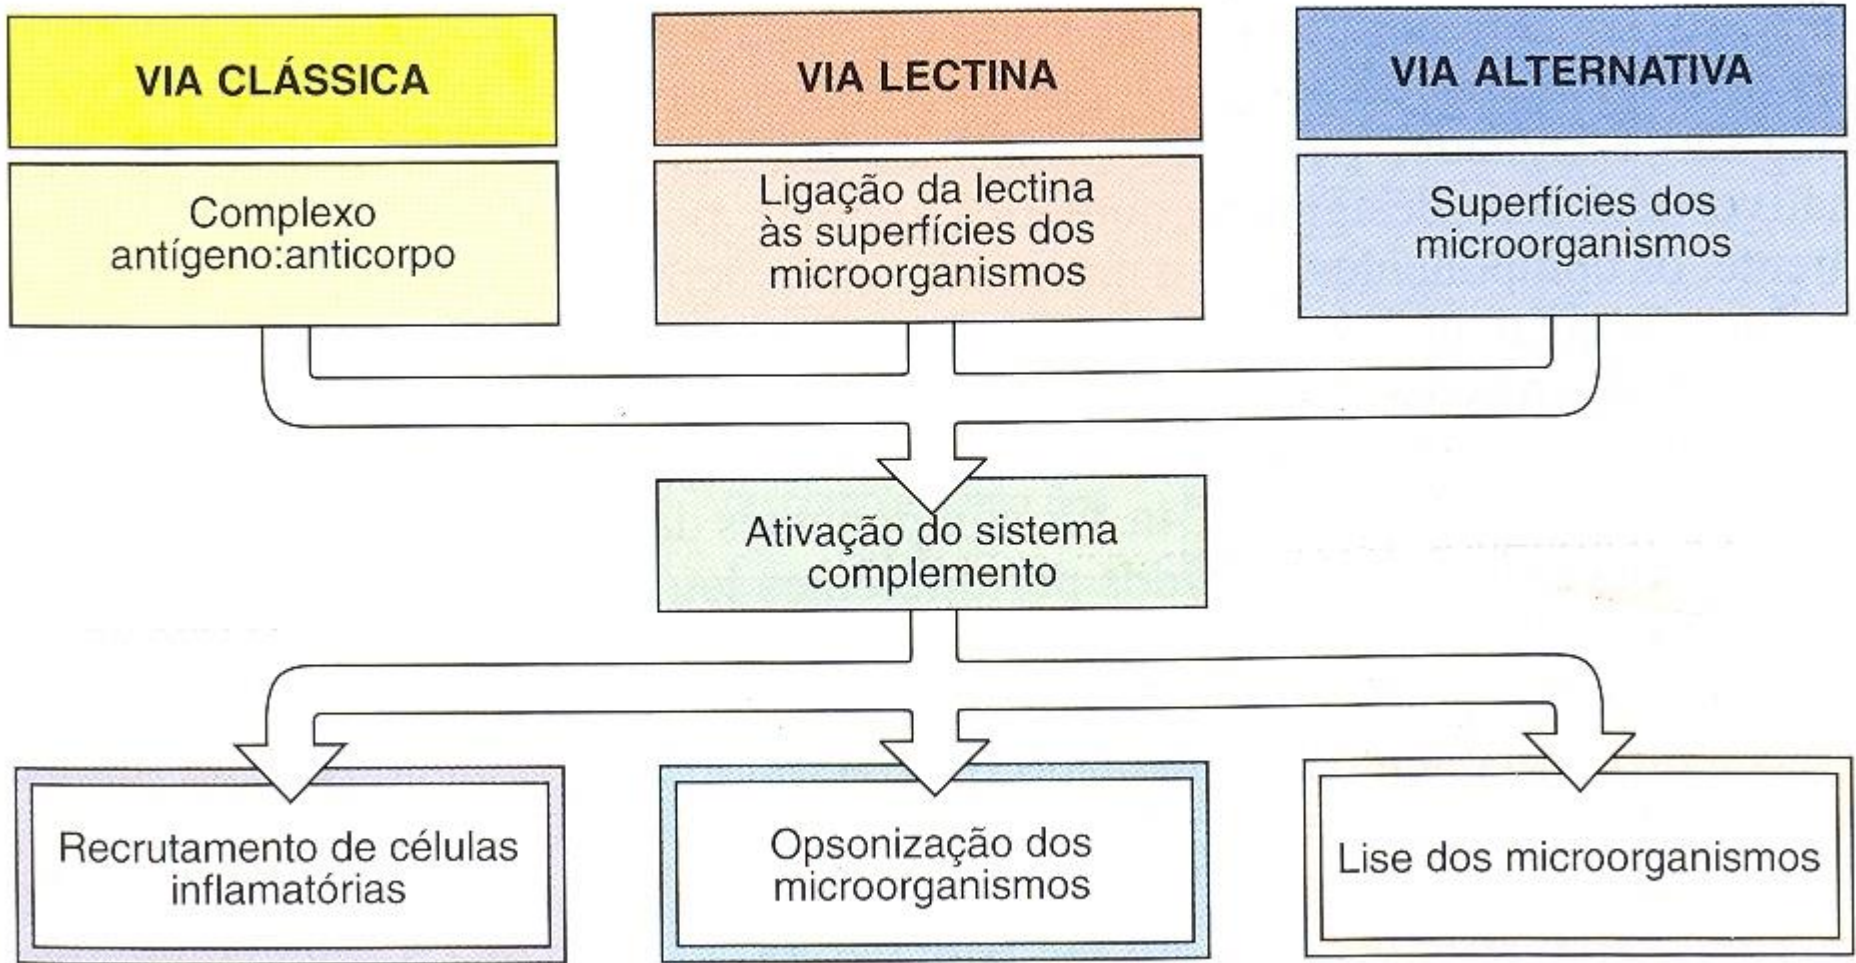 VIA CLÁSSICA
Complexo
antígeno:anticorpo
VIA LECTINA
Ligação da lectina
às superfícies dos
microorganismos
VIA ALTERNATIVA
Superfícies dos
microorganismos
Ativação do sistema
complemento
Recrutamento de células
inflamatórias
Opsonização dos
microorganismos
Lise dos microorganismos